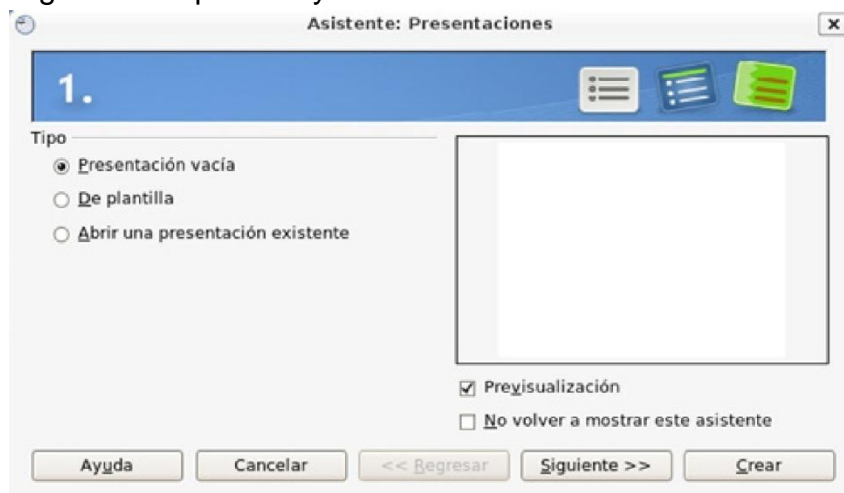 Asistente: Presentaciones
1.
Tipo
Presentación vacía
De plantilla
Abrir una presentación existente
Previsualización
No volver a mostrar este asistente
Ayuda Cancelar << Regresar Siguiente >> Crear